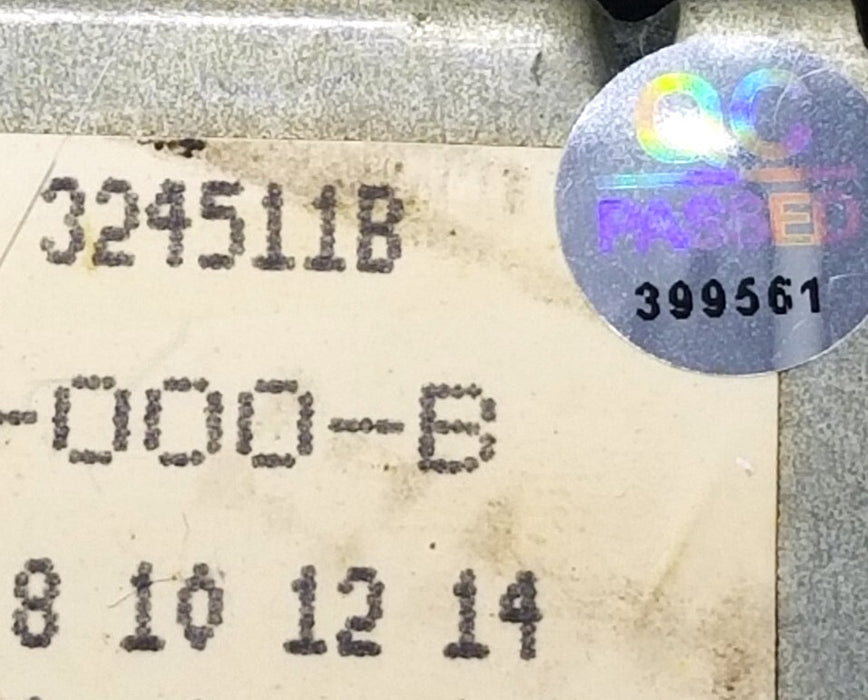 QC
PASSED
399561
324511B
-000-B
8 10 12 14